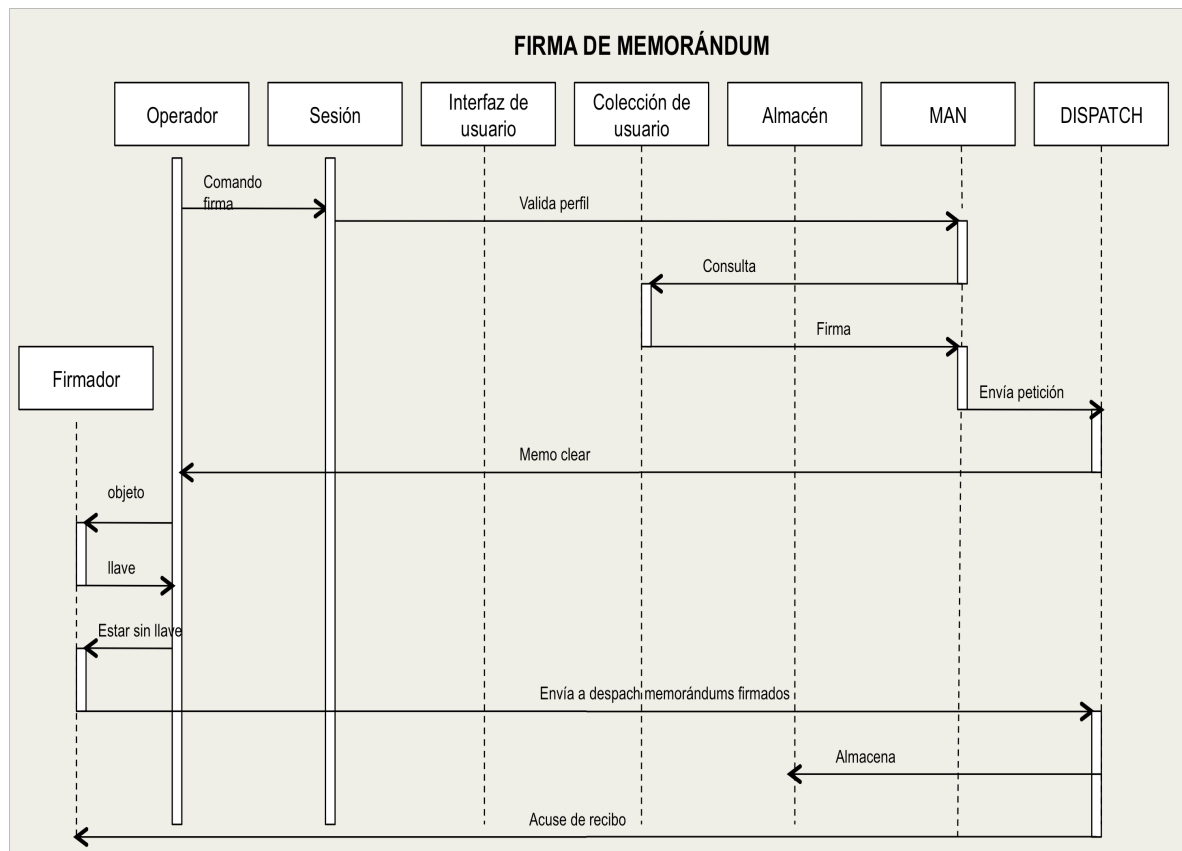 FIRMA DE MEMORÁNDUM
Operador
Sesión
Interfaz de
usuario
Colección de
usuario
Almacén
MAN
DISPATCH
Comando
firma
Valida perfil
Consulta
Firma
Firmador
Envía petición
Memo clear
objeto
llave
Estar sin llave
Envía a despach memorándums firmados
Almacena
Acuse de recibo